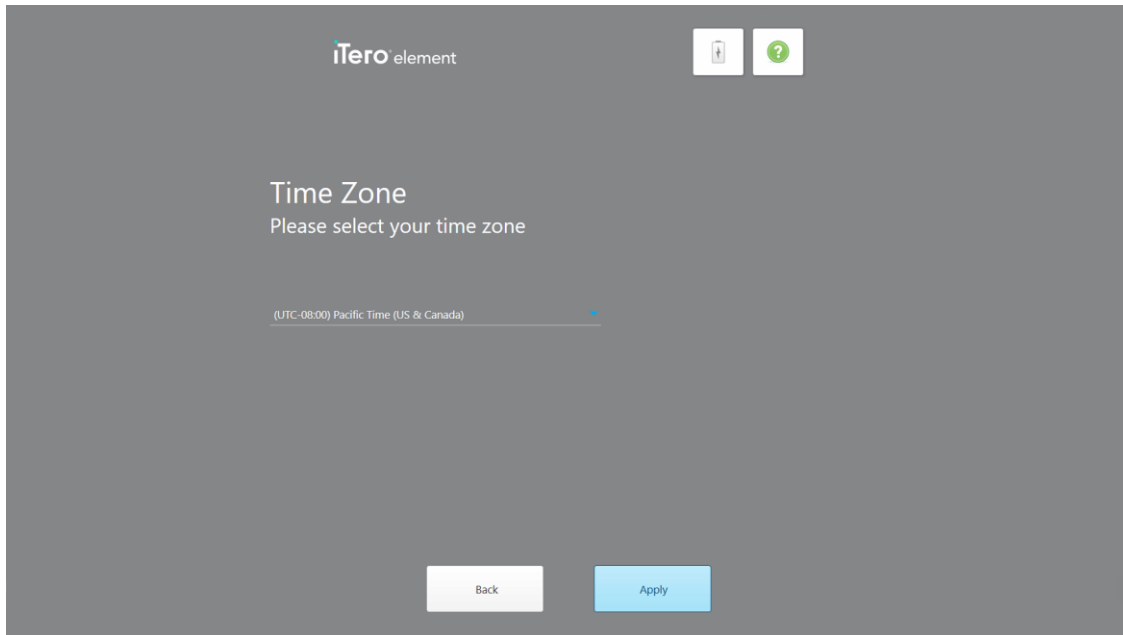 iTero element
?
Time Zone
Please select your time zone
(UTC-08:00) Pacific Time (US & Canada)
Back
Apply